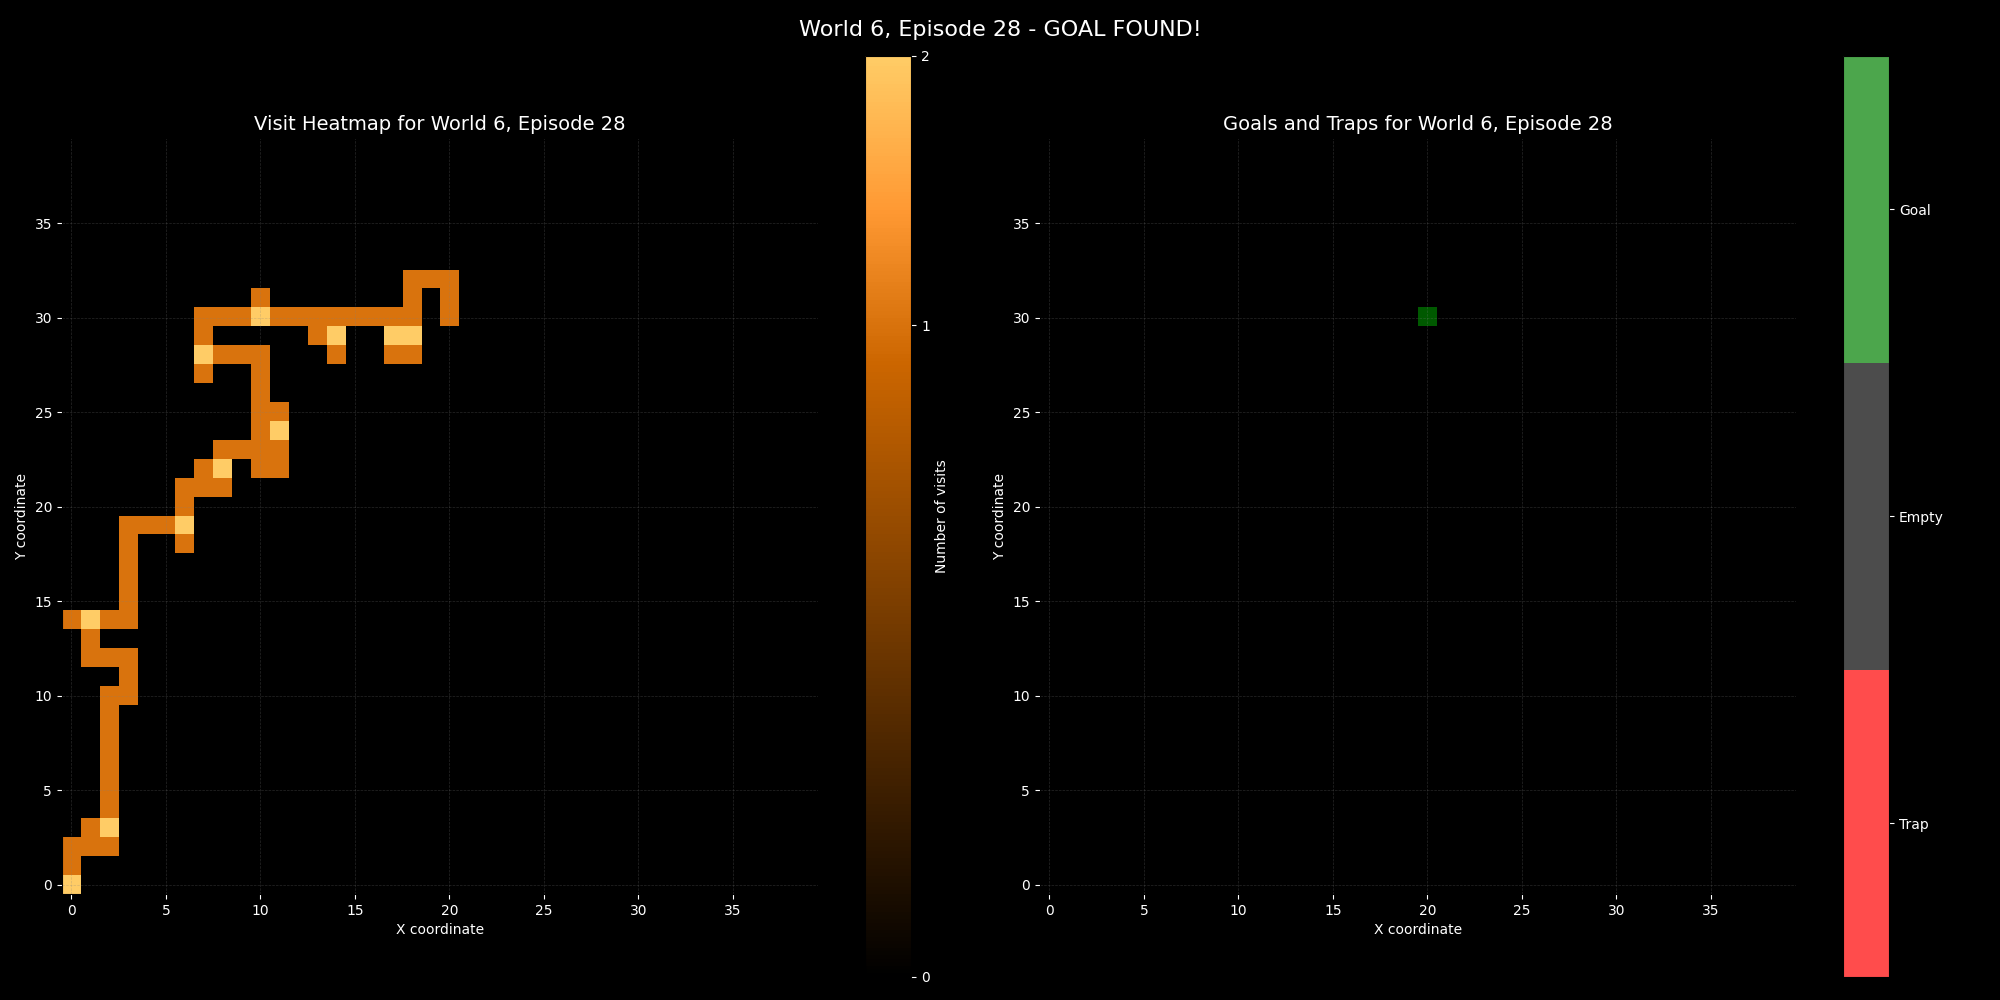 World 6, Episode 28 - GOAL FOUND!
Visit Heatmap for World 6, Episode 28
Y coordinate
35
30
25
20
15
10
5
0
0 5 10 15 20 25 30 35
X coordinate
2
1
0
Number of visits
Goals and Traps for World 6, Episode 28
Y coordinate
35
30
25
20
15
10
5
0
0 5 10 15 20 25 30 35
X coordinate
Goal
Empty
Trap